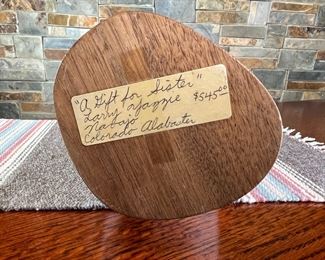 "A Gift for Sister"
Larry Yazzie $545.00
Navajo
Colorado Alabaster